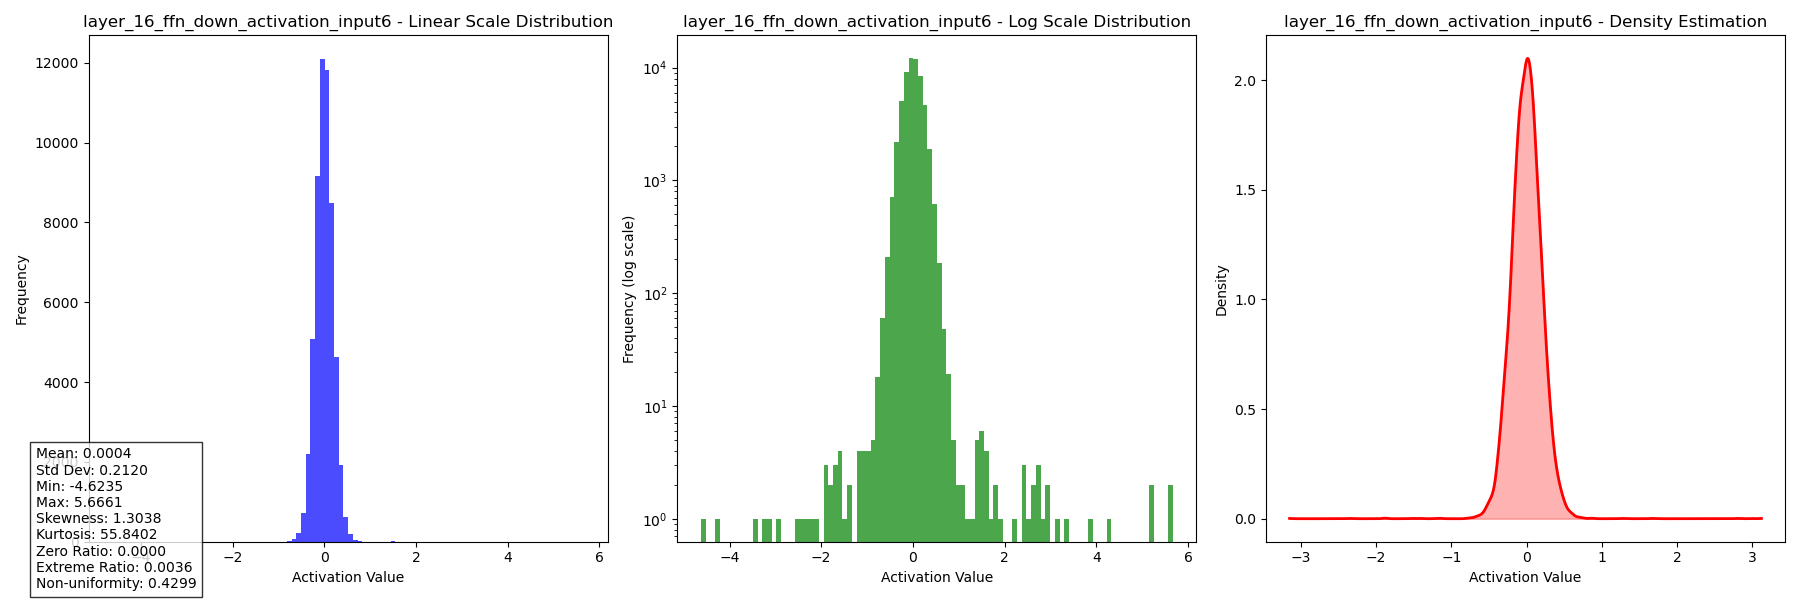 layer_16_ffn_down_activation_input6 - Linear Scale Distribution
12000
10000
8000
6000
4000
2000
0
Frequency
−4
−2
0
2
4
6
Activation Value
Mean: 0.0004
Std Dev: 0.2120
Min: -4.6235
Max: 5.6661
Skewness: 1.3038
Kurtosis: 55.8402
Zero Ratio: 0.0000
Extreme Ratio: 0.0036
Non-uniformity: 0.4299
layer_16_ffn_down_activation_input6 - Log Scale Distribution
10⁴
10³
10²
10¹
10⁰
Frequency (log scale)
−4
−2
0
2
4
6
Activation Value
layer_16_ffn_down_activation_input6 - Density Estimation
2.0
1.5
1.0
0.5
0.0
Density
−3
−2
−1
0
1
2
3
Activation Value